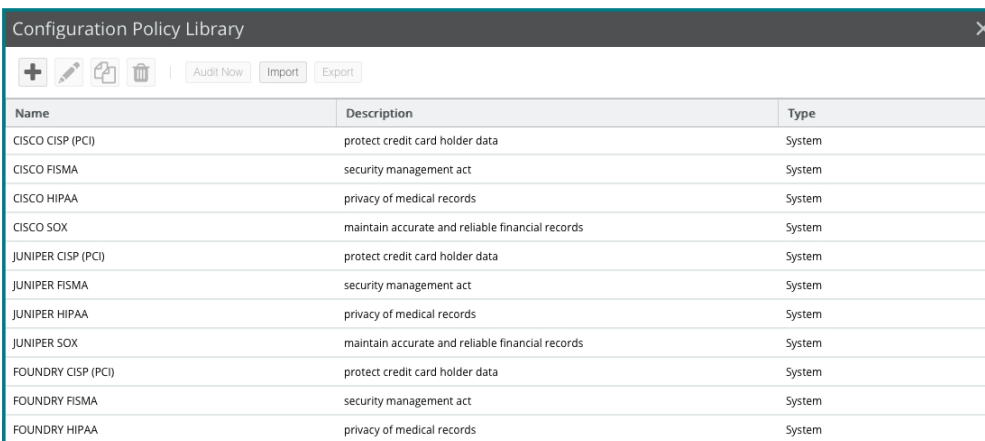 Configuration Policy Library
Audit Now Import Export
Name Description Type
CISCO CISP (PCI) protect credit card holder data System
CISCO FISMA security management act System
CISCO HIPAA privacy of medical records System
CISCO SOX maintain accurate and reliable financial records System
JUNIPER CISP (PCI) protect credit card holder data System
JUNIPER FISMA security management act System
JUNIPER HIPAA privacy of medical records System
JUNIPER SOX maintain accurate and reliable financial records System
FOUNDRY CISP (PCI) protect credit card holder data System
FOUNDRY FISMA security management act System
FOUNDRY HIPAA privacy of medical records System